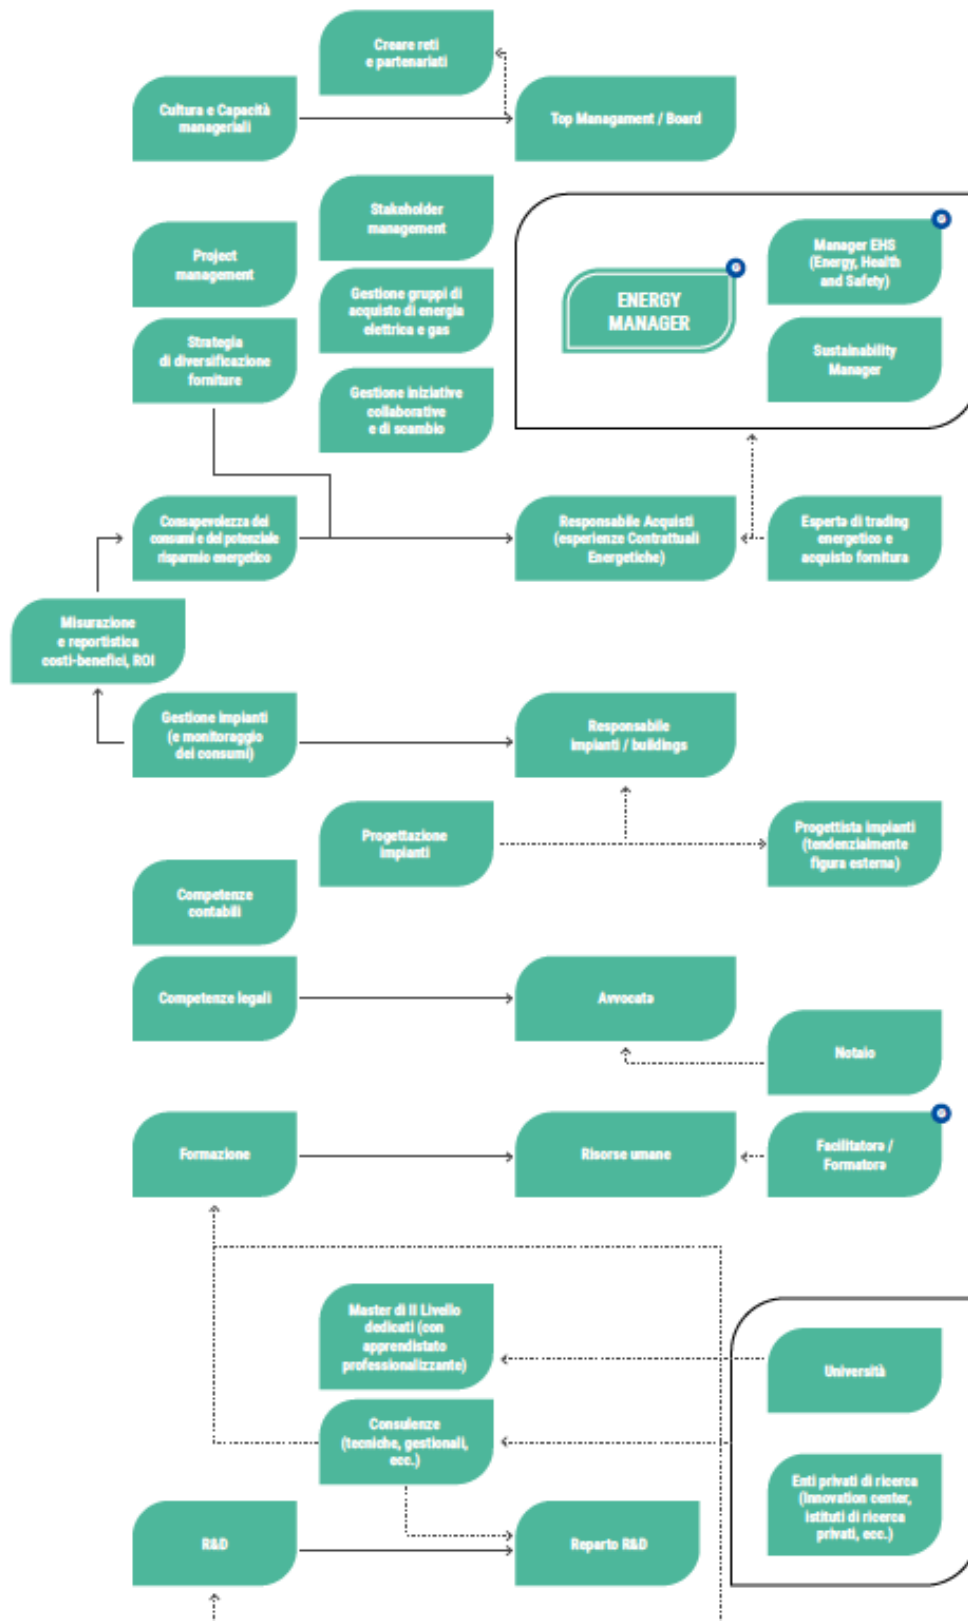 Creare reti
e partenariati
Cultura e Capacità
manageriali
Top Managament / Board
Stakeholder
management
Project
management
Manager EHS
(Energy, Health
and Safety)
ENERGY
MANAGER
Gestione gruppi di
acquisto di energia
elettrica e gas
Strategia
di diversificazione
forniture
Sustainability
Manager
Gestione iniziative
collaborative
e di scambio
Consapevolezza dei
consumi e del potenziale
risparmio energetico
Responsabile Acquisti
(esperienze Contrattuali
Energetiche)
Espertə di trading
energetico e
acquisto fornitura
Misurazione
e reportistica
costi-benefici, ROI
Gestione impianti
(e monitoraggio
dei consumi)
Responsabile
impianti / buildings
Progettazione
impianti
Progettista impianti
(tendenzialmente
figura esterna)
Competenze
contabili
Competenze legali
Avvocatə
Notaio
Formazione
Risorse umane
Facilitatorə /
Formatorə
Master di II Livello
dedicati (con
apprendistato
professionalizzante)
Università
Consulenze
(tecniche, gestionali,
ecc.)
Enti privati di ricerca
(Innovation center,
istituti di ricerca
privati, ecc.)
R&D
Reparto R&D